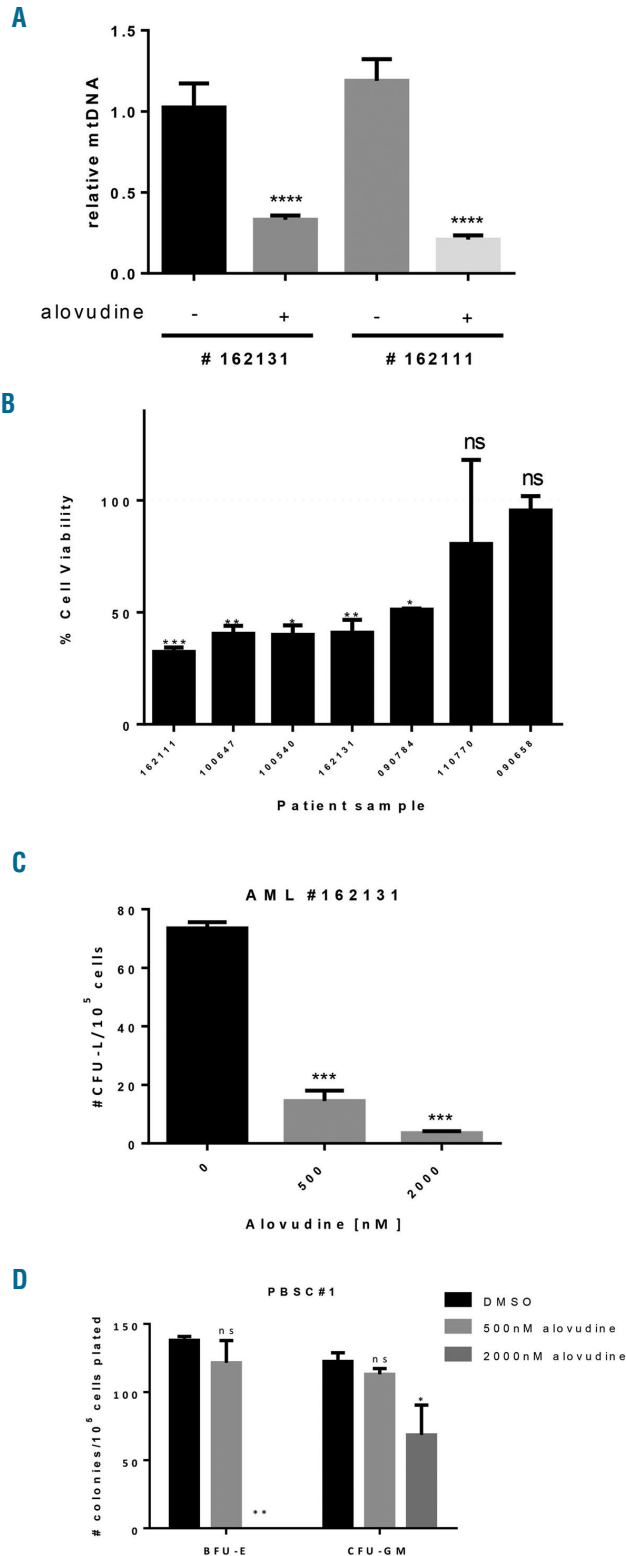 A
1.5
1.0
0.5
0.0
relative mtDNA
****
****
alovudine
- + - +
# 162131 # 162111
B
100
50
0
% Cell Viability
*** ** * ** * ns ns
162111 100647 100540 162131 090784 110770 090658
Patient sample
C
AML #162131
80
60
40
20
0
#CFU-L/10⁵ cells
***
***
0 500 2000
Alovudine [nM]
D
PBSC#1
DMSO
500nM alovudine
2000nM alovudine
150
100
50
0
# colonies/10⁵ cells plated
ns ** ns *
BFU-E CFU-GM